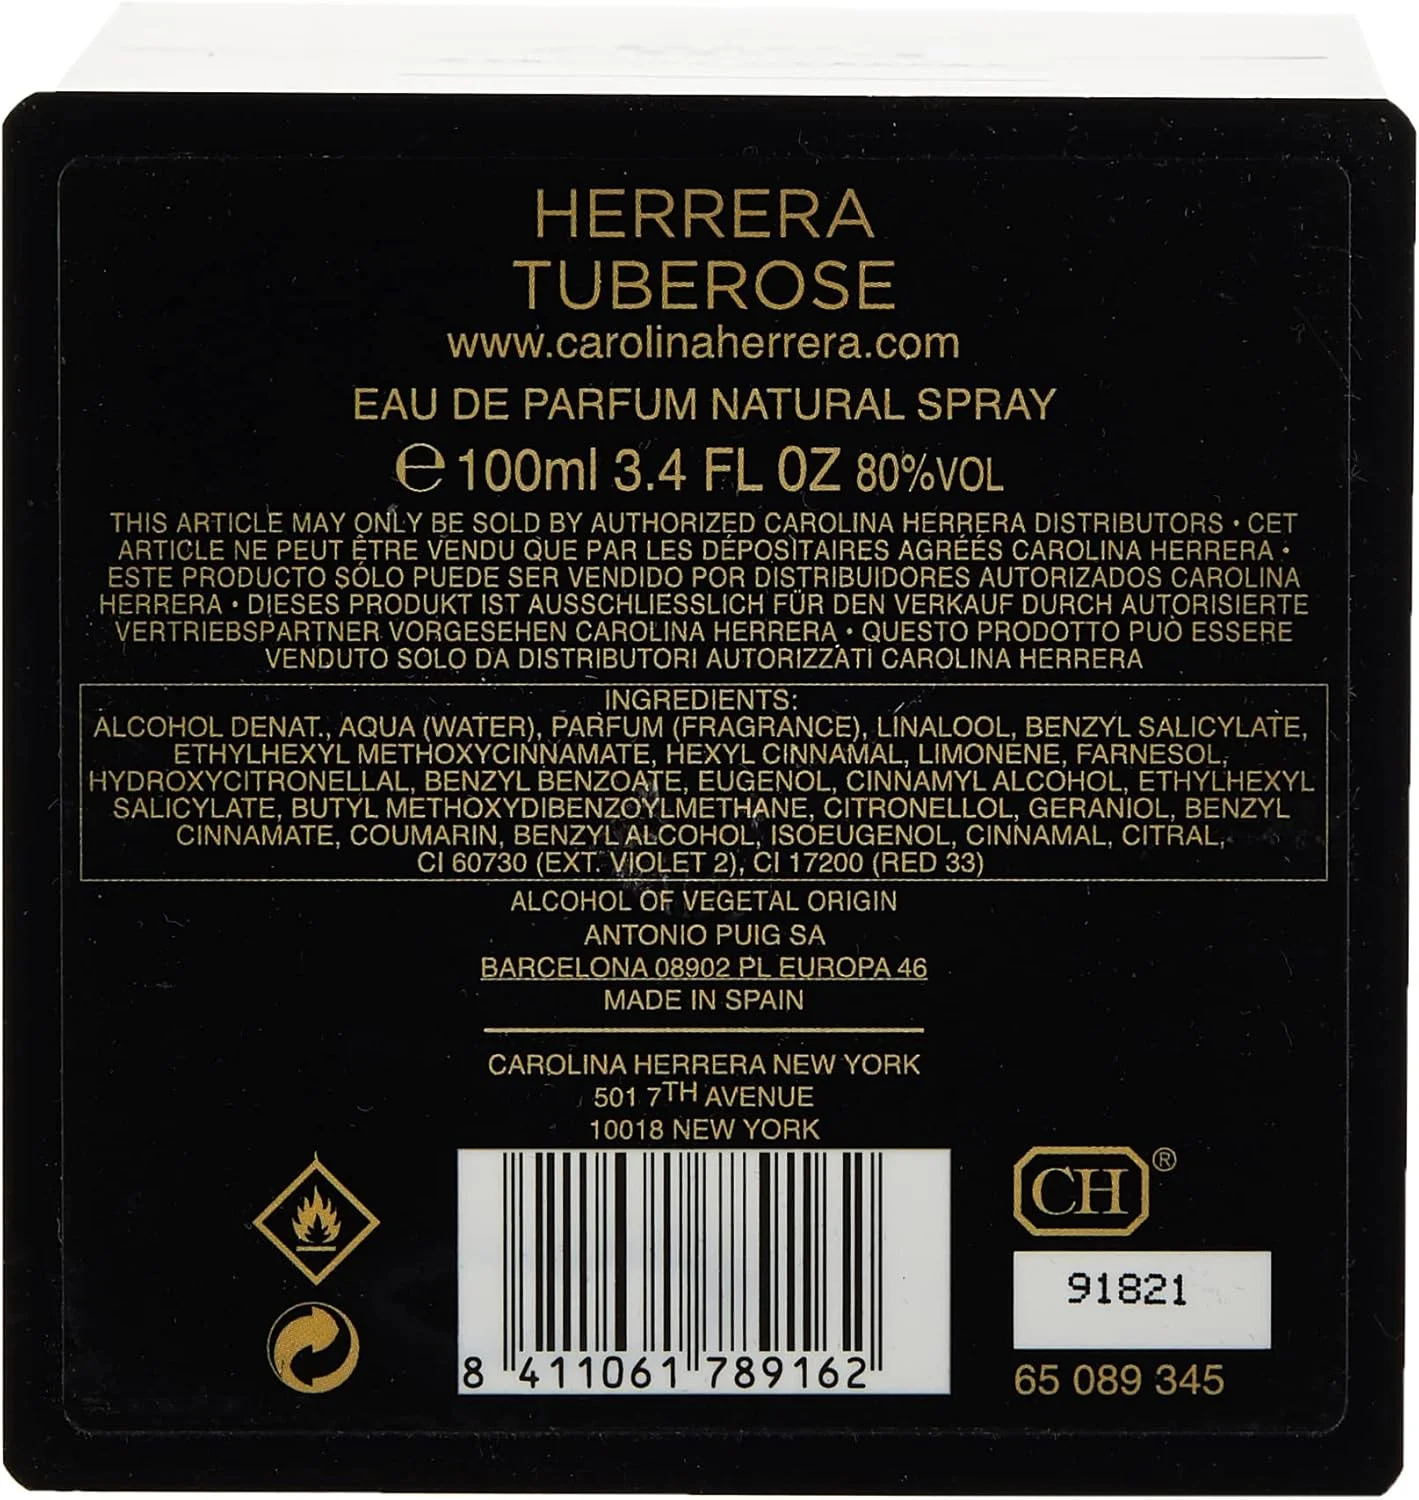 HERRERA
TUBEROSE
www.carolinaherrera.com
EAU DE PARFUM NATURAL SPRAY
℮ 100ml 3.4 FL OZ 80%VOL
THIS ARTICLE MAY ONLY BE SOLD BY AUTHORIZED CAROLINA HERRERA DISTRIBUTORS • CET
ARTICLE NE PEUT ÊTRE VENDU QUE PAR LES DÉPOSITAIRES AGRÉÉS CAROLINA HERRERA •
ESTE PRODUCTO SÓLO PUEDE SER VENDIDO POR DISTRIBUIDORES AUTORIZADOS CAROLINA
HERRERA • DIESES PRODUKT IST AUSSCHLIESSLICH FÜR DEN VERKAUF DURCH AUTORISIERTE
VERTRIEBSPARTNER VORGESEHEN CAROLINA HERRERA • QUESTO PRODOTTO PUÒ ESSERE
VENDUTO SOLO DA DISTRIBUTORI AUTORIZZATI CAROLINA HERRERA
INGREDIENTS:
ALCOHOL DENAT., AQUA (WATER), PARFUM (FRAGRANCE), LINALOOL, BENZYL SALICYLATE,
ETHYLHEXYL METHOXYCINNAMATE, HEXYL CINNAMAL, LIMONENE, FARNESOL,
HYDROXYCITRONELLAL, BENZYL BENZOATE, EUGENOL, CINNAMYL ALCOHOL, ETHYLHEXYL
SALICYLATE, BUTYL METHOXYDIBENZOYLMETHANE, CITRONELLOL, GERANIOL, BENZYL
CINNAMATE, COUMARIN, BENZYL ALCOHOL, ISOEUGENOL, CINNAMAL, CITRAL,
CI 60730 (EXT. VIOLET 2), CI 17200 (RED 33)
ALCOHOL OF VEGETAL ORIGIN
ANTONIO PUIG SA
BARCELONA 08902 PL EUROPA 46
MADE IN SPAIN
CAROLINA HERRERA NEW YORK
501 7TH AVENUE
10018 NEW YORK
CH®
91821
8 411061 789162
65 089 345